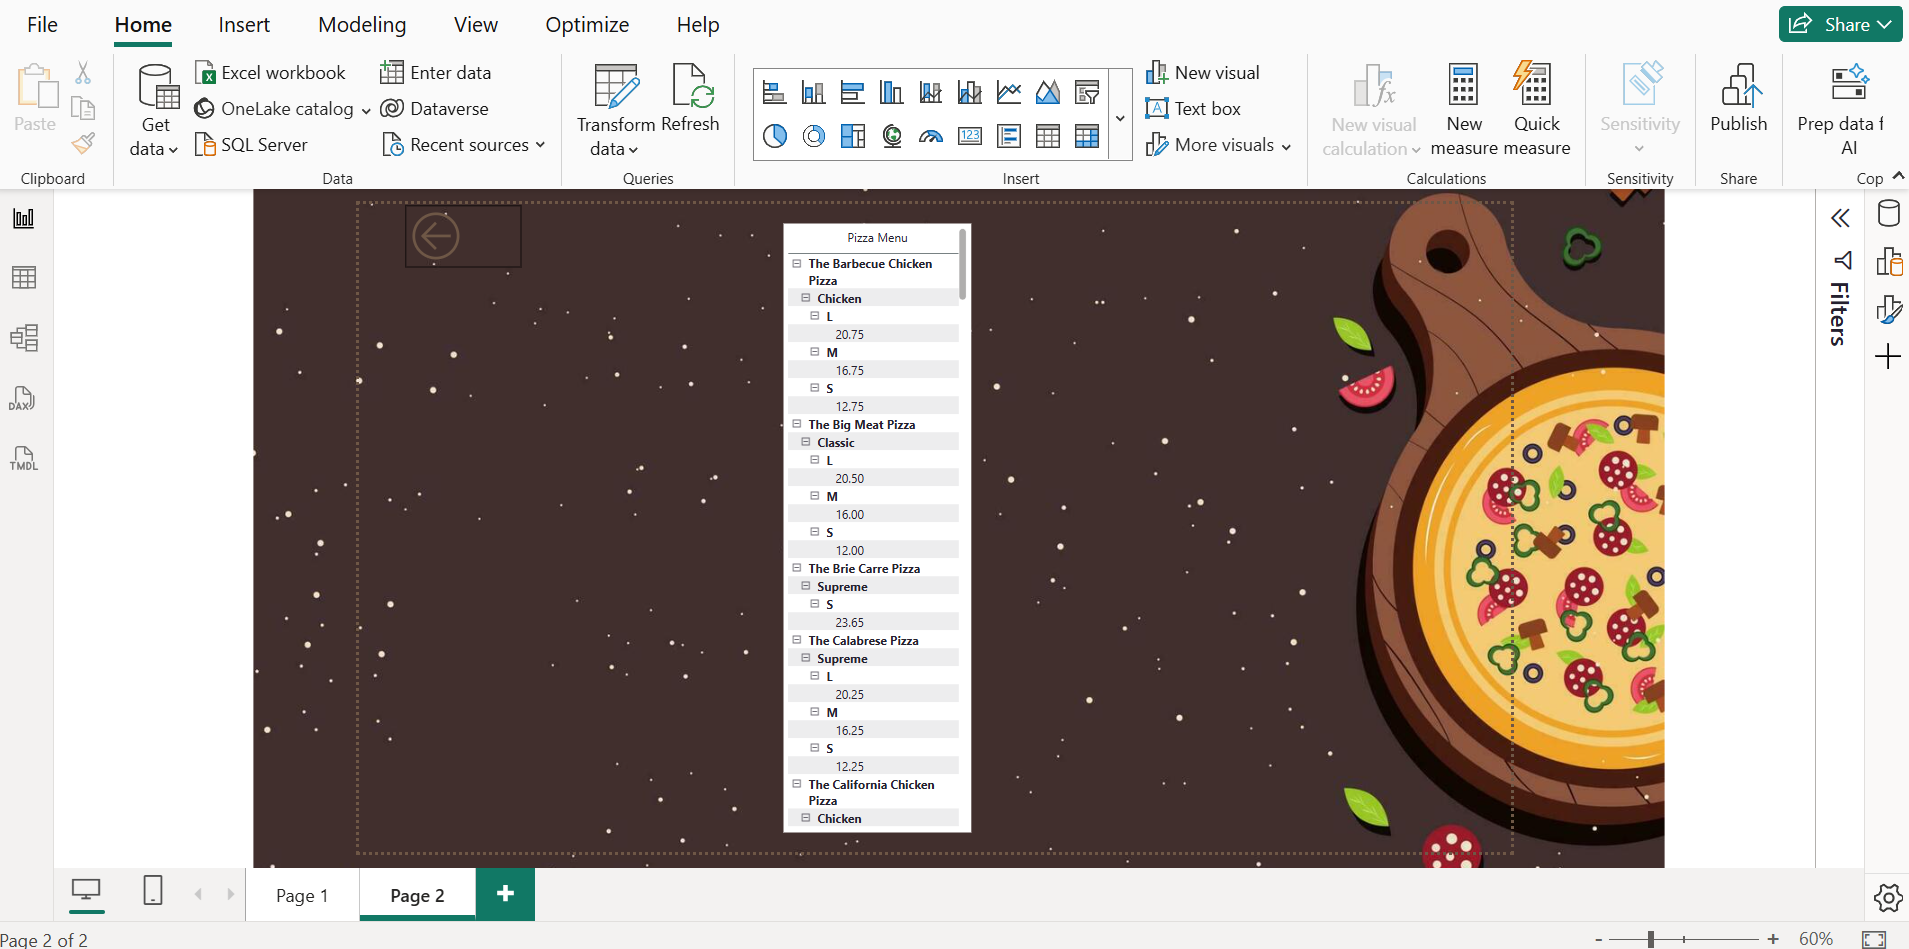 File Home Insert Modeling View Optimize Help Share
Paste
Clipboard
Get data
Excel workbook
OneLake catalog
SQL Server
Enter data
Dataverse
Recent sources
Data
Transform data
Refresh
Queries
123
New visual
A Text box
More visuals
Insert
fx
New visual calculation
New measure
Quick measure
Calculations
Sensitivity
Sensitivity
Publish
Share
Prep data f
AI
Cop
DAX
TMDL
Pizza Menu
The Barbecue Chicken
Pizza
Chicken
L
20.75
M
16.75
S
12.75
The Big Meat Pizza
Classic
L
20.50
M
16.00
S
12.00
The Brie Carre Pizza
Supreme
S
23.65
The Calabrese Pizza
Supreme
L
20.25
M
16.25
S
12.25
The California Chicken
Pizza
Chicken
Filters
Page 1 Page 2 +
Page 2 of 2
- + 60%